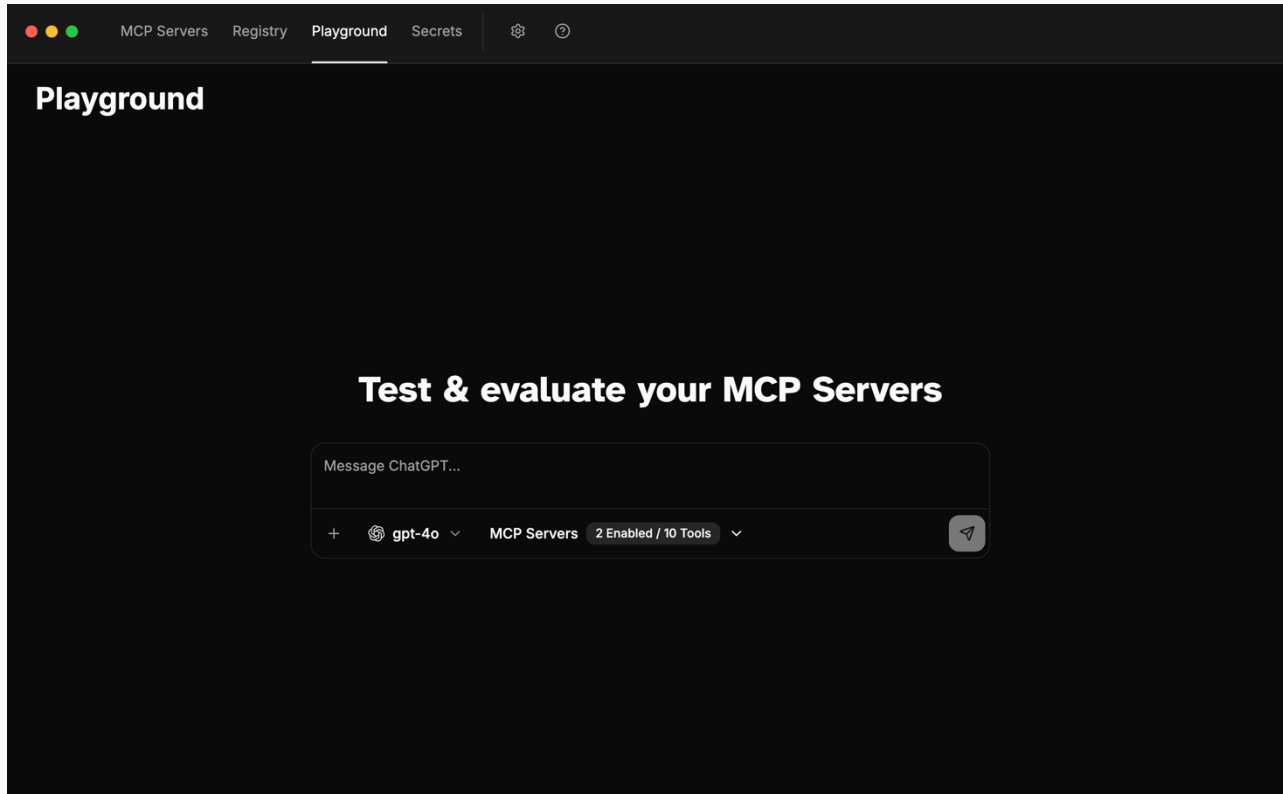 MCP Servers Registry Playground Secrets
Playground
Test & evaluate your MCP Servers
Message ChatGPT...
gpt-4o MCP Servers 2 Enabled / 10 Tools